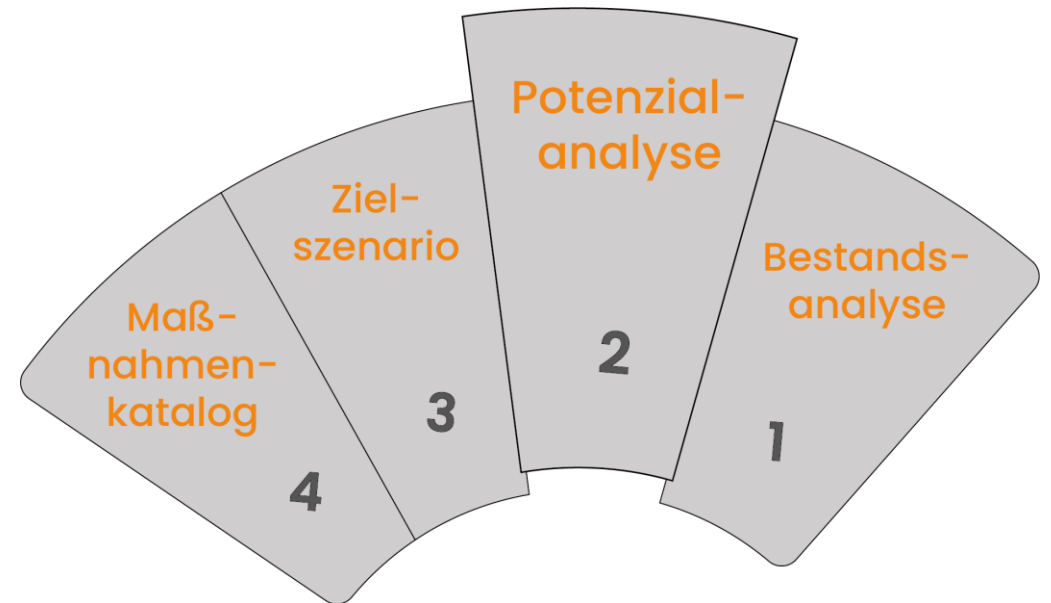 Maß-
nahmen-
katalog
4
Ziel-
szenario
3
Potenzial-
analyse
2
Bestands-
analyse
1